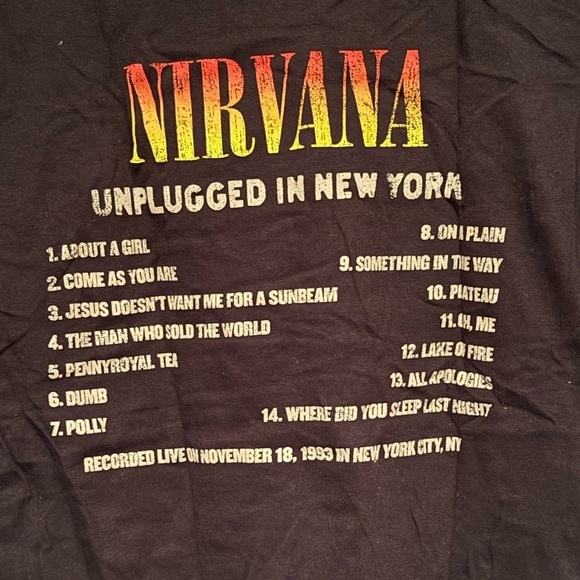 NIRVANA
UNPLUGGED IN NEW YORK
1. ABOUT A GIRL
2. COME AS YOU ARE
3. JESUS DOESN'T WANT ME FOR A SUNBEAM
4. THE MAN WHO SOLD THE WORLD
5. PENNYROYAL TEA
6. DUMB
7. POLLY
8. ON A PLAIN
9. SOMETHING IN THE WAY
10. PLATEAU
11. OH, ME
12. LAKE OF FIRE
13. ALL APOLOGIES
14. WHERE DID YOU SLEEP LAST NIGHT
RECORDED LIVE ON NOVEMBER 18, 1993 IN NEW YORK CITY, NY